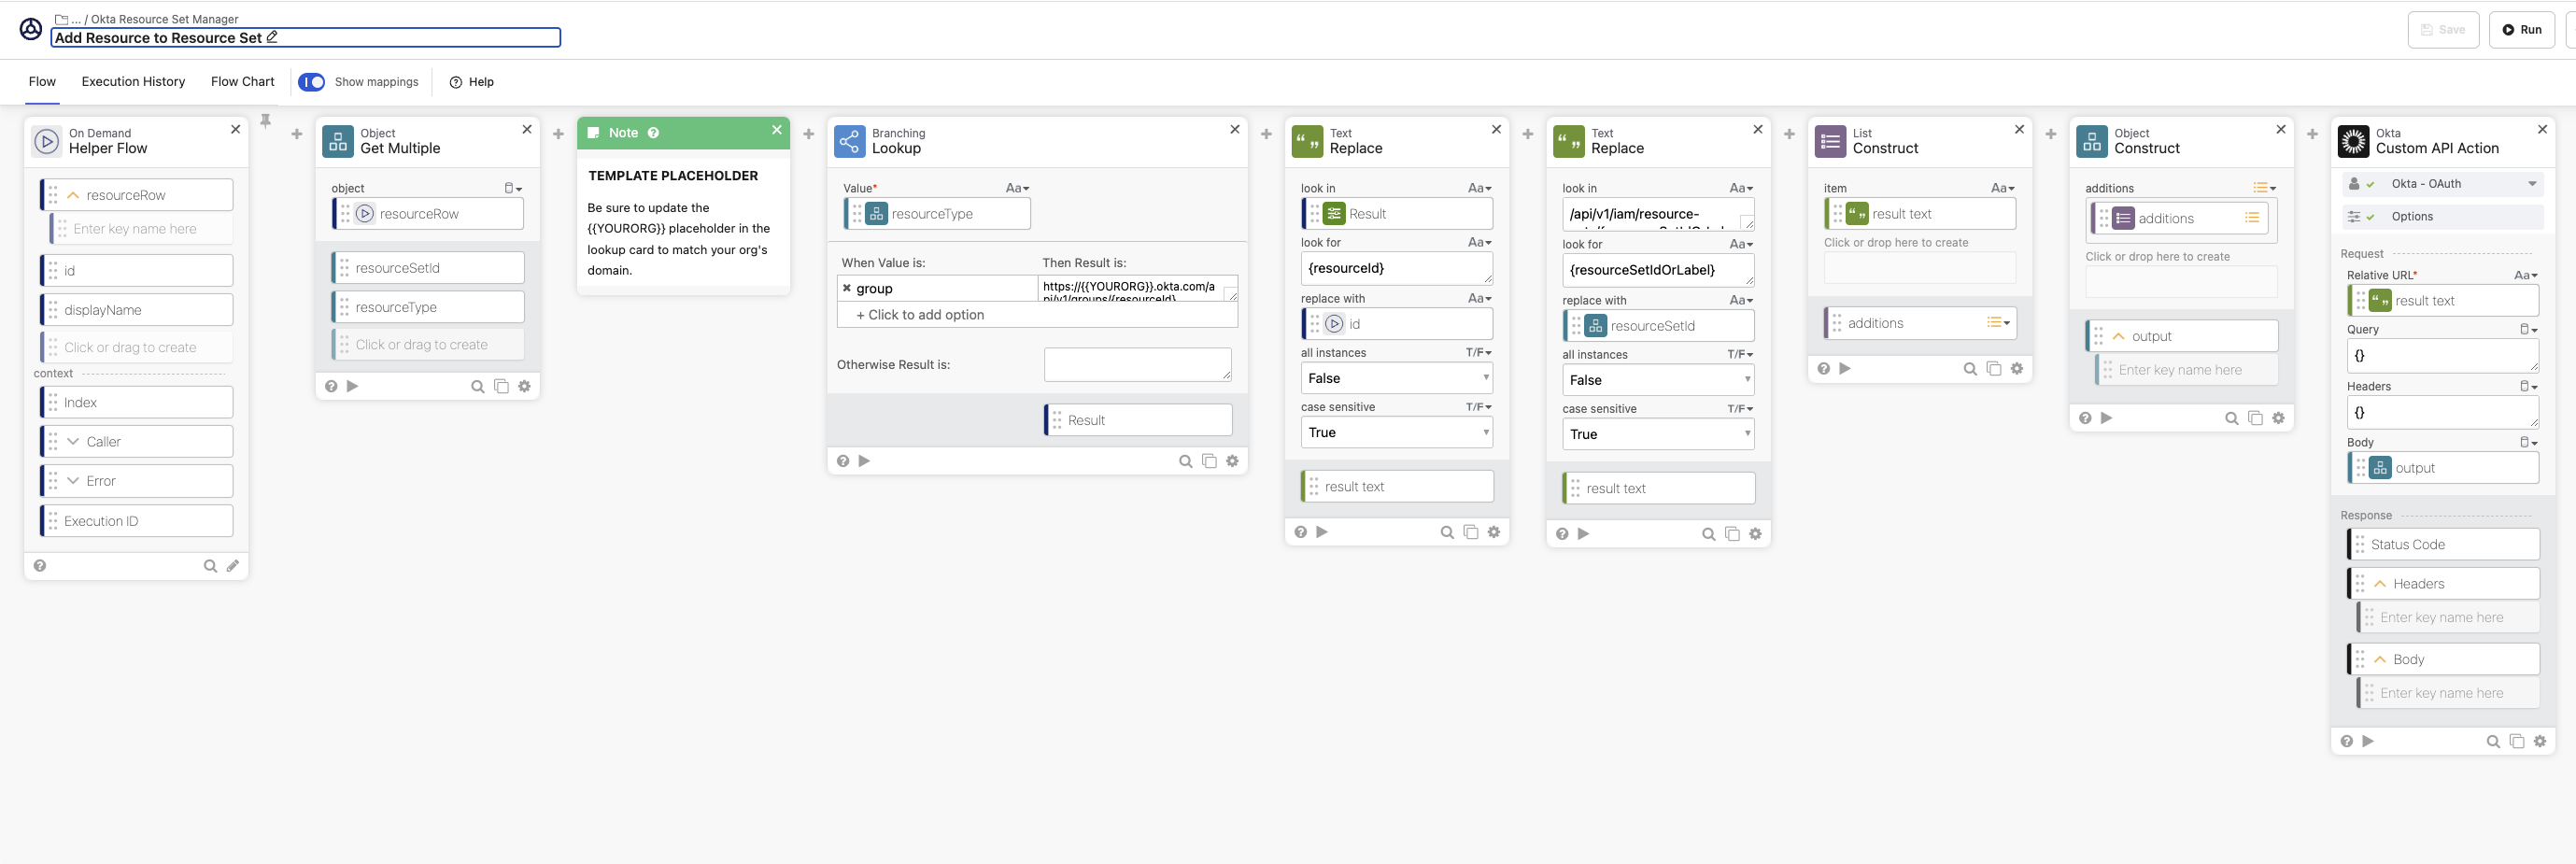 ... / Okta Resource Set Manager
Add Resource to Resource Set
Save
Run
Flow
Execution History
Flow Chart
Show mappings
Help
On Demand
Helper Flow
resourceRow
Enter key name here
id
displayName
Click or drag to create
context
Index
Caller
Error
Execution ID
Object
Get Multiple
object
resourceRow
resourceSetId
resourceType
Click or drag to create
Note
TEMPLATE PLACEHOLDER
Be sure to update the
{{YOURORG}} placeholder in the
lookup card to match your org's
domain.
Branching
Lookup
Value*
Aa
resourceType
When Value is:
Then Result is:
group
https://{{YOURORG}}.okta.com/a
pi/v1/groups/{resourceId}
+ Click to add option
Otherwise Result is:
Result
Text
Replace
look in
Aa
Result
look for
Aa
{resourceId}
replace with
Aa
id
all instances
T/F
False
case sensitive
T/F
True
result text
Text
Replace
look in
Aa
/api/v1/iam/resource-
look for
Aa
{resourceSetIdOrLabel}
replace with
Aa
resourceSetId
all instances
T/F
False
case sensitive
T/F
True
result text
List
Construct
item
Aa
result text
Click or drop here to create
additions
Object
Construct
additions
additions
Click or drop here to create
output
Enter key name here
Okta
Custom API Action
Okta - OAuth
Options
Request
Relative URL*
Aa
result text
Query
{}
Headers
{}
Body
output
Response
Status Code
Headers
Enter key name here
Body
Enter key name here